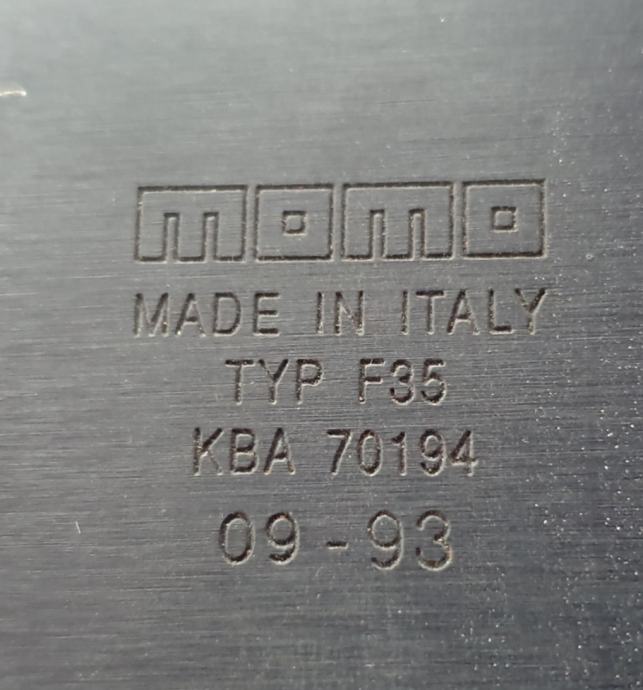 momo
MADE IN ITALY
TYP F35
KBA 70194
09-93